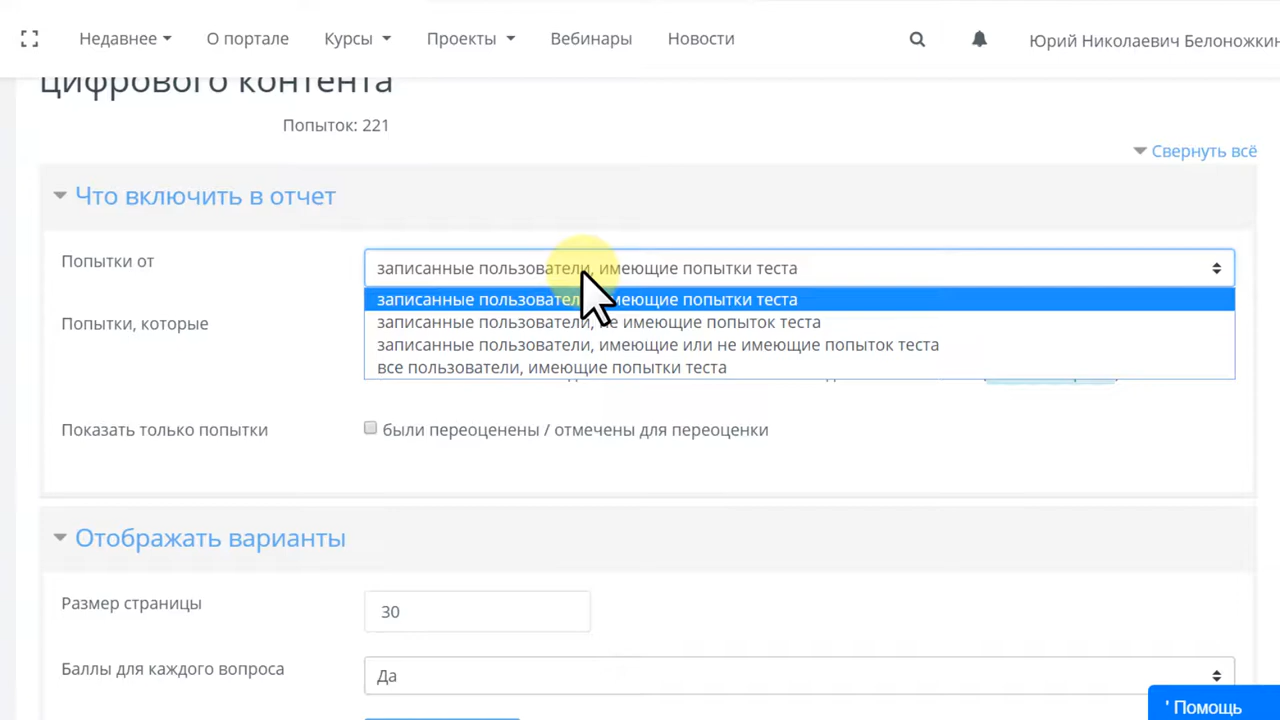 Недавнее О портале Курсы Проекты Вебинары Новости Юрий Николаевич Белоножкин
цифрового контента
Попыток: 221
Свернуть всё
Что включить в отчет
Попытки от
записанные пользователи, имеющие попытки теста
записанные пользователи, имеющие попытки теста
Попытки, которые
записанные пользователи, не имеющие попыток теста
записанные пользователи, имеющие или не имеющие попыток теста
все пользователи, имеющие попытки теста
Показать только попытки
были переоценены / отмечены для переоценки
Отображать варианты
Размер страницы
30
Баллы для каждого вопроса
Да
' Помощь